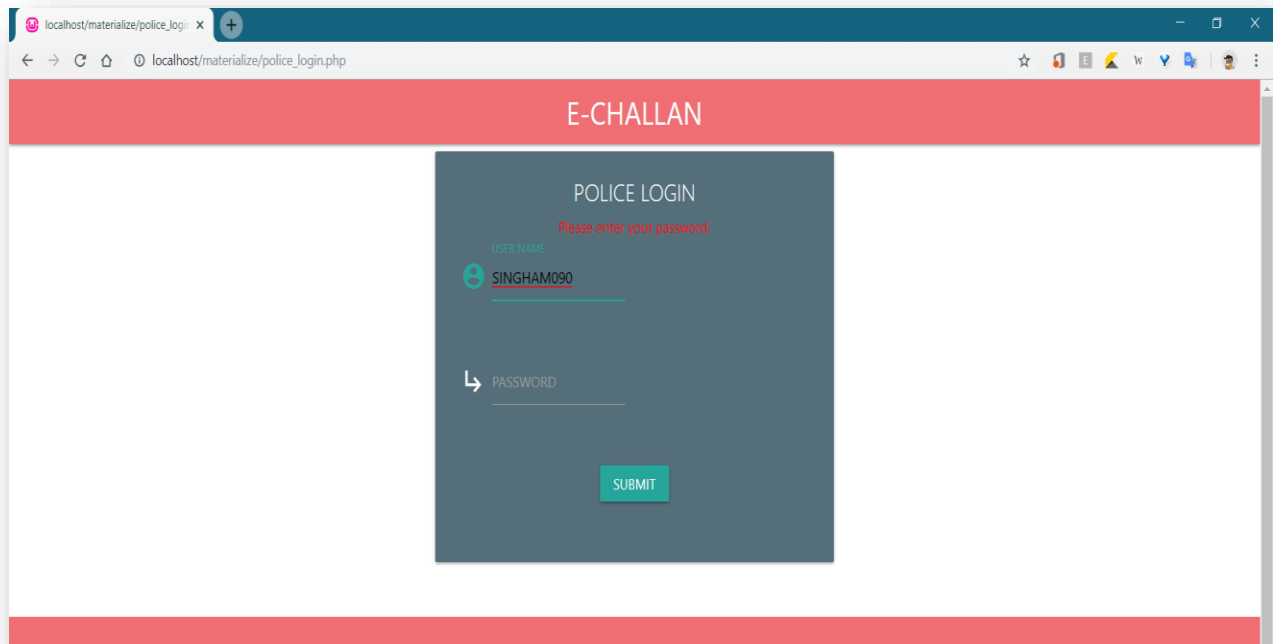 localhost/materialize/police_logi
localhost/materialize/police_login.php
E-CHALLAN
POLICE LOGIN
Please enter your password.
USER NAME
SINGHAM090
PASSWORD
SUBMIT